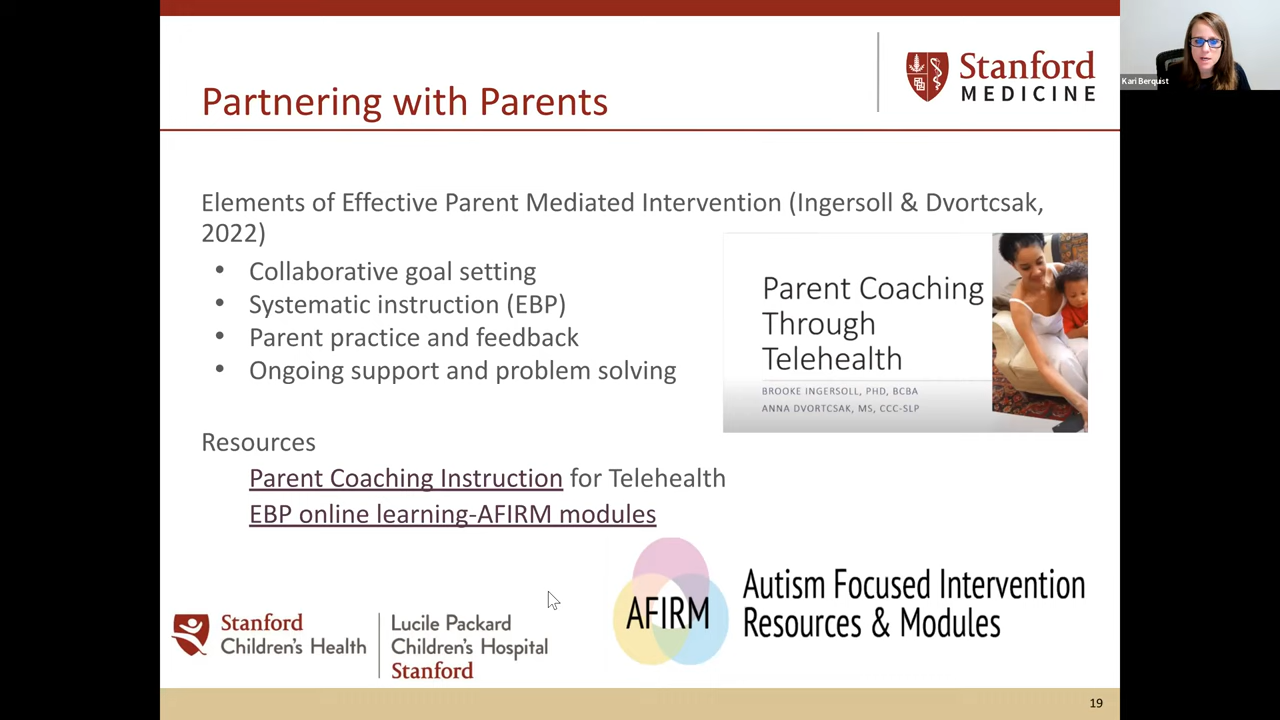 Partnering with Parents
Stanford
MEDICINE
Kari Berquist
Elements of Effective Parent Mediated Intervention (Ingersoll & Dvortcsak,
2022)
• Collaborative goal setting
• Systematic instruction (EBP)
• Parent practice and feedback
• Ongoing support and problem solving
Parent Coaching
Through
Telehealth
BROOKE INGERSOLL, PHD, BCBA
ANNA DVORTCSAK, MS, CCC-SLP
Resources
Parent Coaching Instruction for Telehealth
EBP online learning-AFIRM modules
AFIRM
Autism Focused Intervention
Resources & Modules
Stanford
Children's Health
Lucile Packard
Children's Hospital
Stanford
19